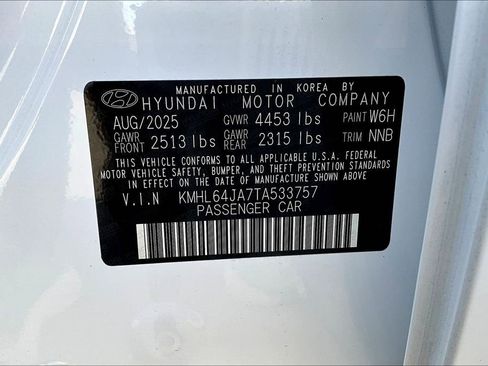 MANUFACTURED IN KOREA BY
HYUNDAI MOTOR COMPANY
AUG/2025 GVWR 4453 lbs PAINT W6H
GAWR FRONT 2513 lbs GAWR REAR 2315 lbs TRIM NNB
THIS VEHICLE CONFORMS TO ALL APPLICABLE U.S.A. FEDERAL
MOTOR VEHICLE SAFETY, BUMPER, AND THEFT PREVENTION STANDARDS
IN EFFECT ON THE DATE OF MANUFACTURE SHOWN ABOVE.
V.I.N KMHL64JA7TA533757
PASSENGER CAR